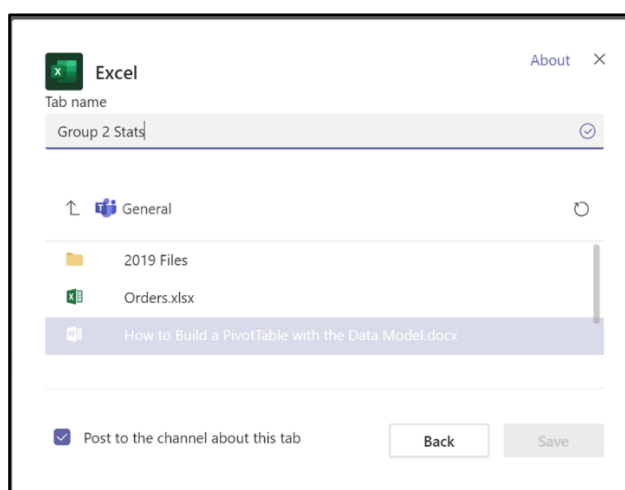 Excel
About
Tab name
Group 2 Stats
General
2019 Files
Orders.xlsx
How to Build a PivotTable with the Data Model.docx
Post to the channel about this tab
Back
Save